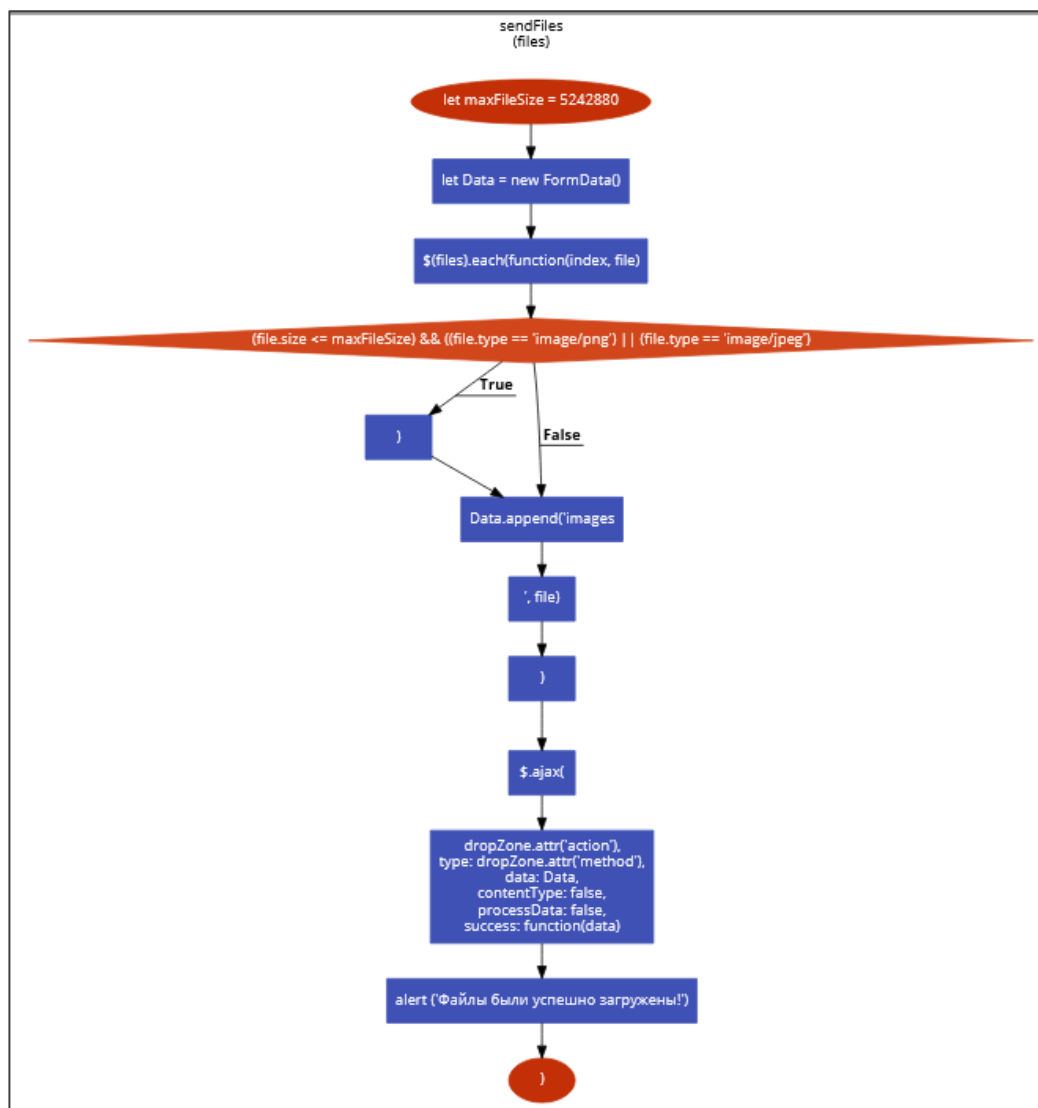 sendFiles
(files)
let maxFileSize = 5242880
let Data = new FormData()
$(files).each(function(index, file)
(file.size <= maxFileSize) && ((file.type == 'image/png') || (file.type == 'image/jpeg')
True
}
False
Data.append('images
', file)
}
$.ajax(
dropZone.attr('action'),
type: dropZone.attr('method'),
data: Data,
contentType: false,
processData: false,
success: function(data)
alert ('Файлы были успешно загружены!')
}